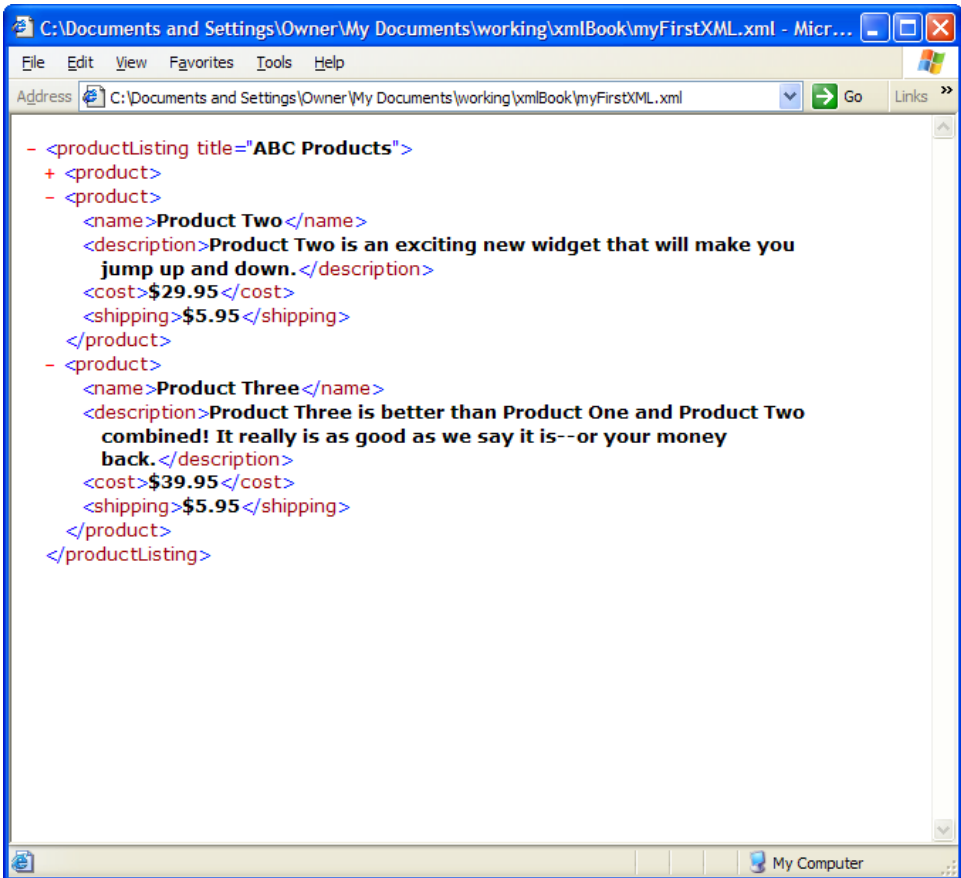 C:\Documents and Settings\Owner\My Documents\working\xmlBook\myFirstXML.xml - Micr...
File Edit View Favorites Tools Help
Address C:\Documents and Settings\Owner\My Documents\working\xmlBook\myFirstXML.xml Go Links »
- <productListing title="ABC Products">
+ <product>
- <product>
<name>Product Two</name>
<description>Product Two is an exciting new widget that will make you
jump up and down.</description>
<cost>$29.95</cost>
<shipping>$5.95</shipping>
</product>
- <product>
<name>Product Three</name>
<description>Product Three is better than Product One and Product Two
combined! It really is as good as we say it is--or your money
back.</description>
<cost>$39.95</cost>
<shipping>$5.95</shipping>
</product>
</productListing>
My Computer